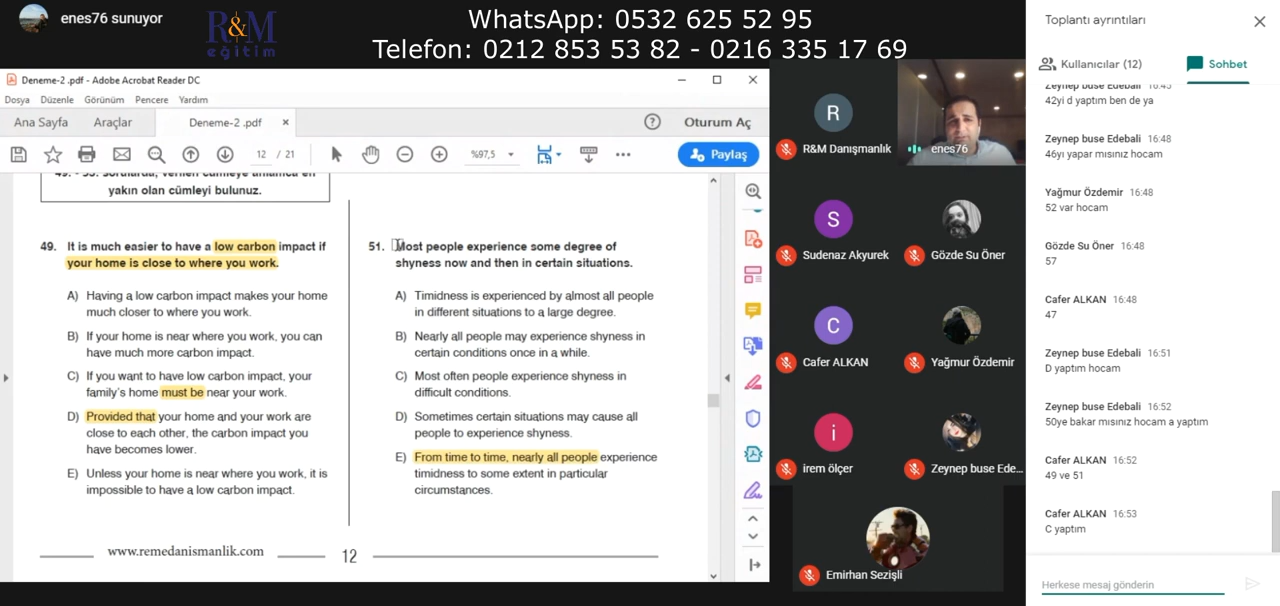 enes76 sunuyor
R&M
eğitim
WhatsApp: 0532 625 52 95
Telefon: 0212 853 53 82 - 0216 335 17 69
Deneme-2 .pdf - Adobe Acrobat Reader DC
Dosya Düzenle Görünüm Pencere Yardım
Ana Sayfa Araçlar Deneme-2 .pdf Oturum Aç
12 / 21 %97,5 Paylaş
49. - 53. sorularda, verilen cümleye anlamca en
yakın olan cümleyi bulunuz.
49. It is much easier to have a low carbon impact if
your home is close to where you work.
A) Having a low carbon impact makes your home
much closer to where you work.
B) If your home is near where you work, you can
have much more carbon impact.
C) If you want to have low carbon impact, your
family's home must be near your work.
D) Provided that your home and your work are
close to each other, the carbon impact you
have becomes lower.
E) Unless your home is near where you work, it is
impossible to have a low carbon impact.
51. Most people experience some degree of
shyness now and then in certain situations.
A) Timidness is experienced by almost all people
in different situations to a large degree.
B) Nearly all people may experience shyness in
certain conditions once in a while.
C) Most often people experience shyness in
difficult conditions.
D) Sometimes certain situations may cause all
people to experience shyness.
E) From time to time, nearly all people experience
timidness to some extent in particular
circumstances.
www.remedanismanlik.com
12
R
R&M Danışmanlık
enes76
S
Sudenaz Akyurek
Gözde Su Öner
C
Cafer ALKAN
Yağmur Özdemir
i
irem ölçer
Zeynep buse Ede...
Emirhan Sezişli
Toplantı ayrıntıları
Kullanıcılar (12) Sohbet
Zeynep buse Edebali 16:45
42yi d yaptım ben de ya
Zeynep buse Edebali 16:48
46yı yapar mısınız hocam
Yağmur Özdemir 16:48
52 var hocam
Gözde Su Öner 16:48
57
Cafer ALKAN 16:48
47
Zeynep buse Edebali 16:51
D yaptım hocam
Zeynep buse Edebali 16:52
50ye bakar mısınız hocam a yaptım
Cafer ALKAN 16:52
49 ve 51
Cafer ALKAN 16:53
C yaptım
Herkese mesaj gönderin